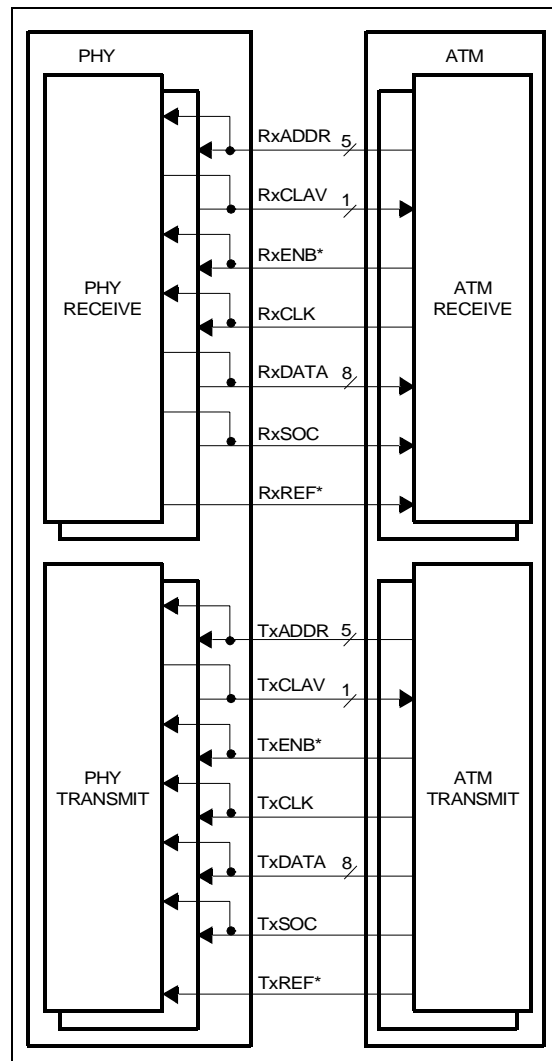 PHY
ATM
RxADDR 5
RxCLAV 1
RxENB*
RxCLK
RxDATA 8
RxSOC
RxREF*
PHY
RECEIVE
ATM
RECEIVE
TxADDR 5
TxCLAV 1
TxENB*
TxCLK
TxDATA 8
TxSOC
TxREF*
PHY
TRANSMIT
ATM
TRANSMIT